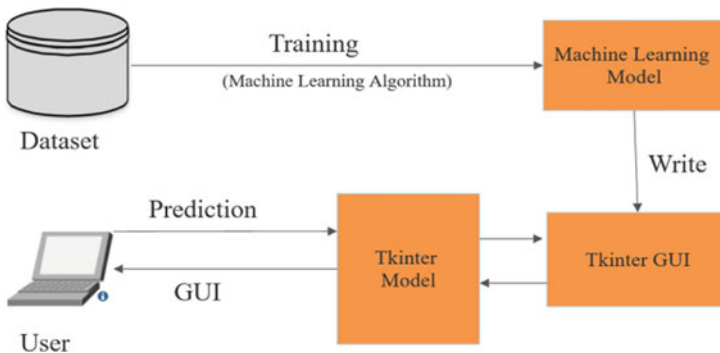 Training
(Machine Learning Algorithm)
Machine Learning
Model
Dataset
Write
Prediction
Tkinter
Model
Tkinter GUI
GUI
User